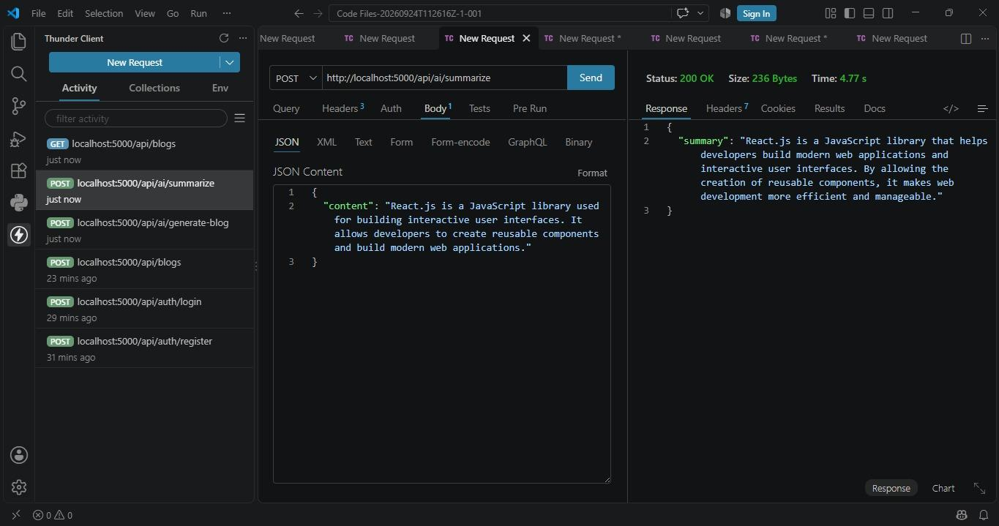 File Edit Selection View Go Run ···
Code Files-20260924T112616Z-1-001
Sign In
Thunder Client
New Request
Activity Collections Env
filter activity
GET localhost:5000/api/blogs
just now
POST localhost:5000/api/ai/summarize
just now
POST localhost:5000/api/ai/generate-blog
just now
POST localhost:5000/api/blogs
23 mins ago
POST localhost:5000/api/auth/login
29 mins ago
POST localhost:5000/api/auth/register
31 mins ago
New Request TC New Request TC New Request TC New Request * TC New Request TC New Request * TC New Request
POST http://localhost:5000/api/ai/summarize Send
Query Headers 3 Auth Body 1 Tests Pre Run
JSON XML Text Form Form-encode GraphQL Binary
JSON Content Format
1 {
2 "content": "React.js is a JavaScript library used
for building interactive user interfaces. It
allows developers to create reusable components
and build modern web applications."
3 }
Status: 200 OK Size: 236 Bytes Time: 4.77 s
Response Headers 7 Cookies Results Docs </>
1 {
2 "summary": "React.js is a JavaScript library that helps
developers build modern web applications and
interactive user interfaces. By allowing the
creation of reusable components, it makes web
development more efficient and manageable."
3 }
Response Chart
0 0